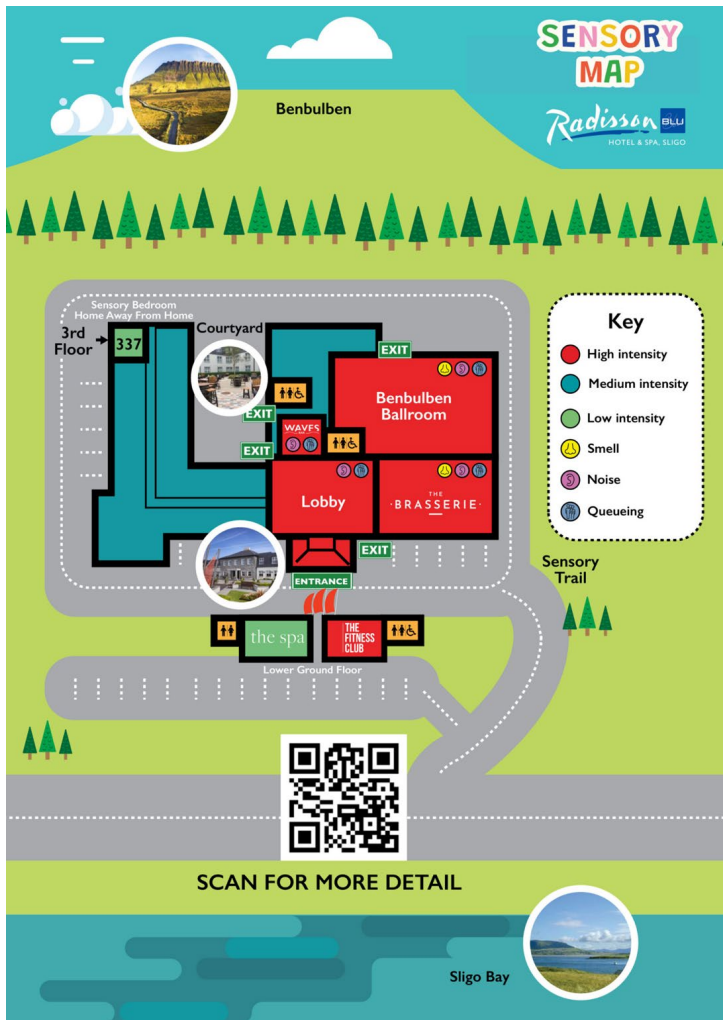 SENSORY
MAP
Benbulben
Radisson BLU
HOTEL & SPA, SLIGO
Sensory Bedroom
Home Away From Home
3rd
Floor
337
Courtyard
EXIT
EXIT
EXIT
WAVES
Benbulben
Ballroom
Lobby
THE
·BRASSERIE·
EXIT
ENTRANCE
the spa
THE
FITNESS
CLUB
Lower Ground Floor
Key
High intensity
Medium intensity
Low intensity
Smell
Noise
Queueing
Sensory
Trail
SCAN FOR MORE DETAIL
Sligo Bay